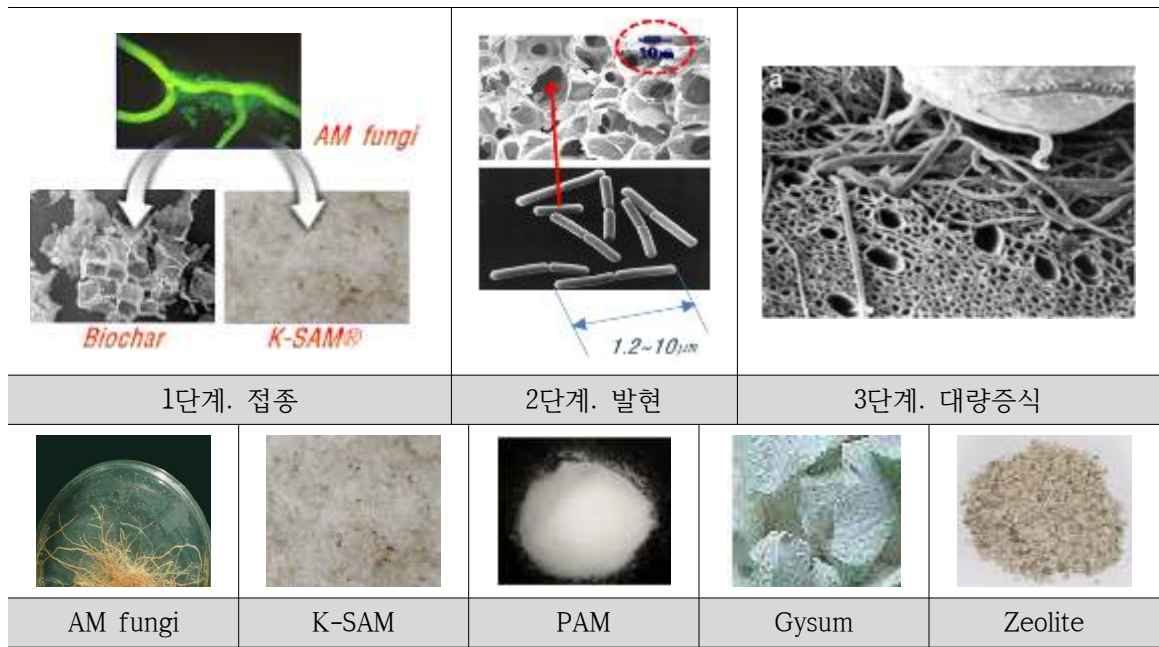 AM fungi
Biochar
K-SAM®
10㎛
1.2~10㎛
a
1단계. 접종
2단계. 발현
3단계. 대량증식
AM fungi
K-SAM
PAM
Gysum
Zeolite